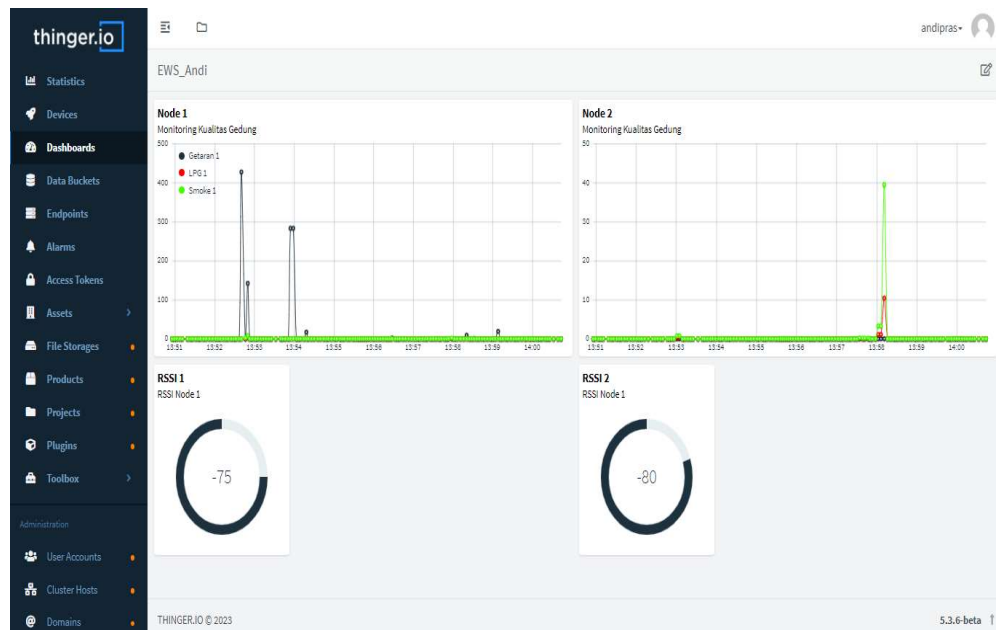 thinger.io
andipras
EWS_Andi
Statistics
Devices
Dashboards
Data Buckets
Endpoints
Alarms
Access Tokens
Assets
File Storages
Products
Projects
Plugins
Toolbox
Administration
User Accounts
Cluster Hosts
Domains
Node 1
Monitoring Kualitas Gedung
Getaran 1
LPG 1
Smoke 1
500
400
300
200
100
0
13:51 13:52 13:53 13:54 13:55 13:56 13:57 13:58 13:59 14:00
Node 2
Monitoring Kualitas Gedung
50
40
30
20
10
0
13:51 13:52 13:53 13:54 13:55 13:56 13:57 13:58 13:59 14:00
RSSI 1
RSSI Node 1
-75
RSSI 2
RSSI Node 1
-80
THINGER.IO © 2023
5.3.6-beta